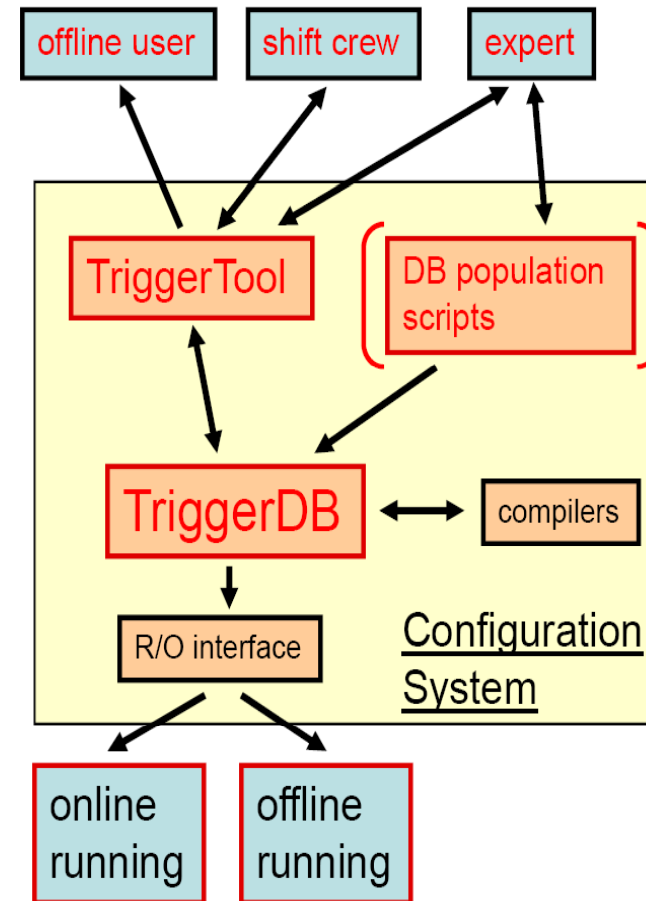 offline user
shift crew
expert
TriggerTool
DB population
scripts
TriggerDB
compilers
R/O interface
Configuration
System
online
running
offline
running